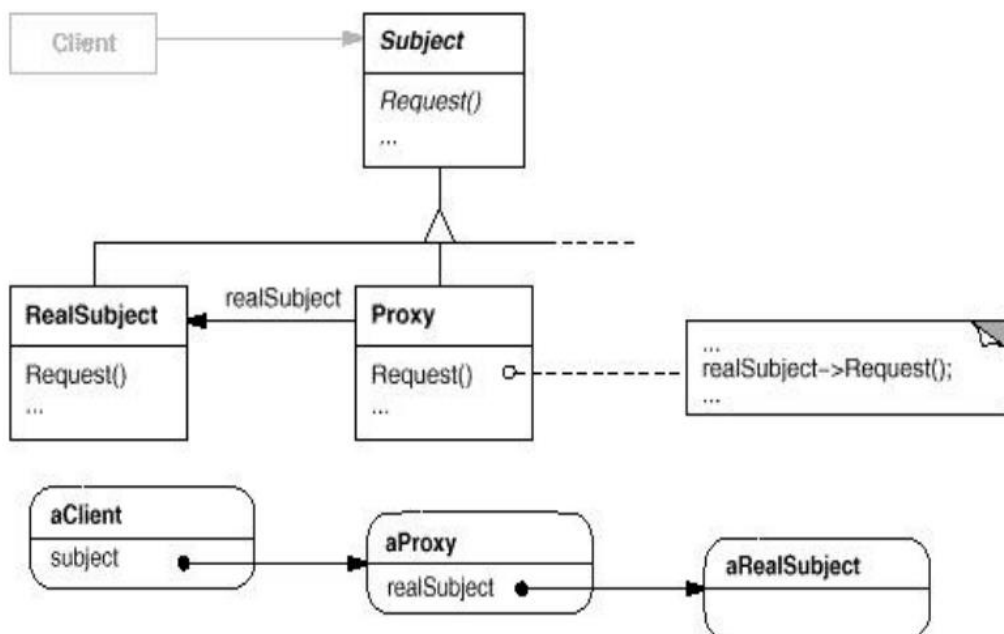 Client
Subject
Request()
...
realSubject
RealSubject
Request()
...
Proxy
Request()
...
...
realSubject->Request();
...
aClient
subject
aProxy
realSubject
aRealSubject